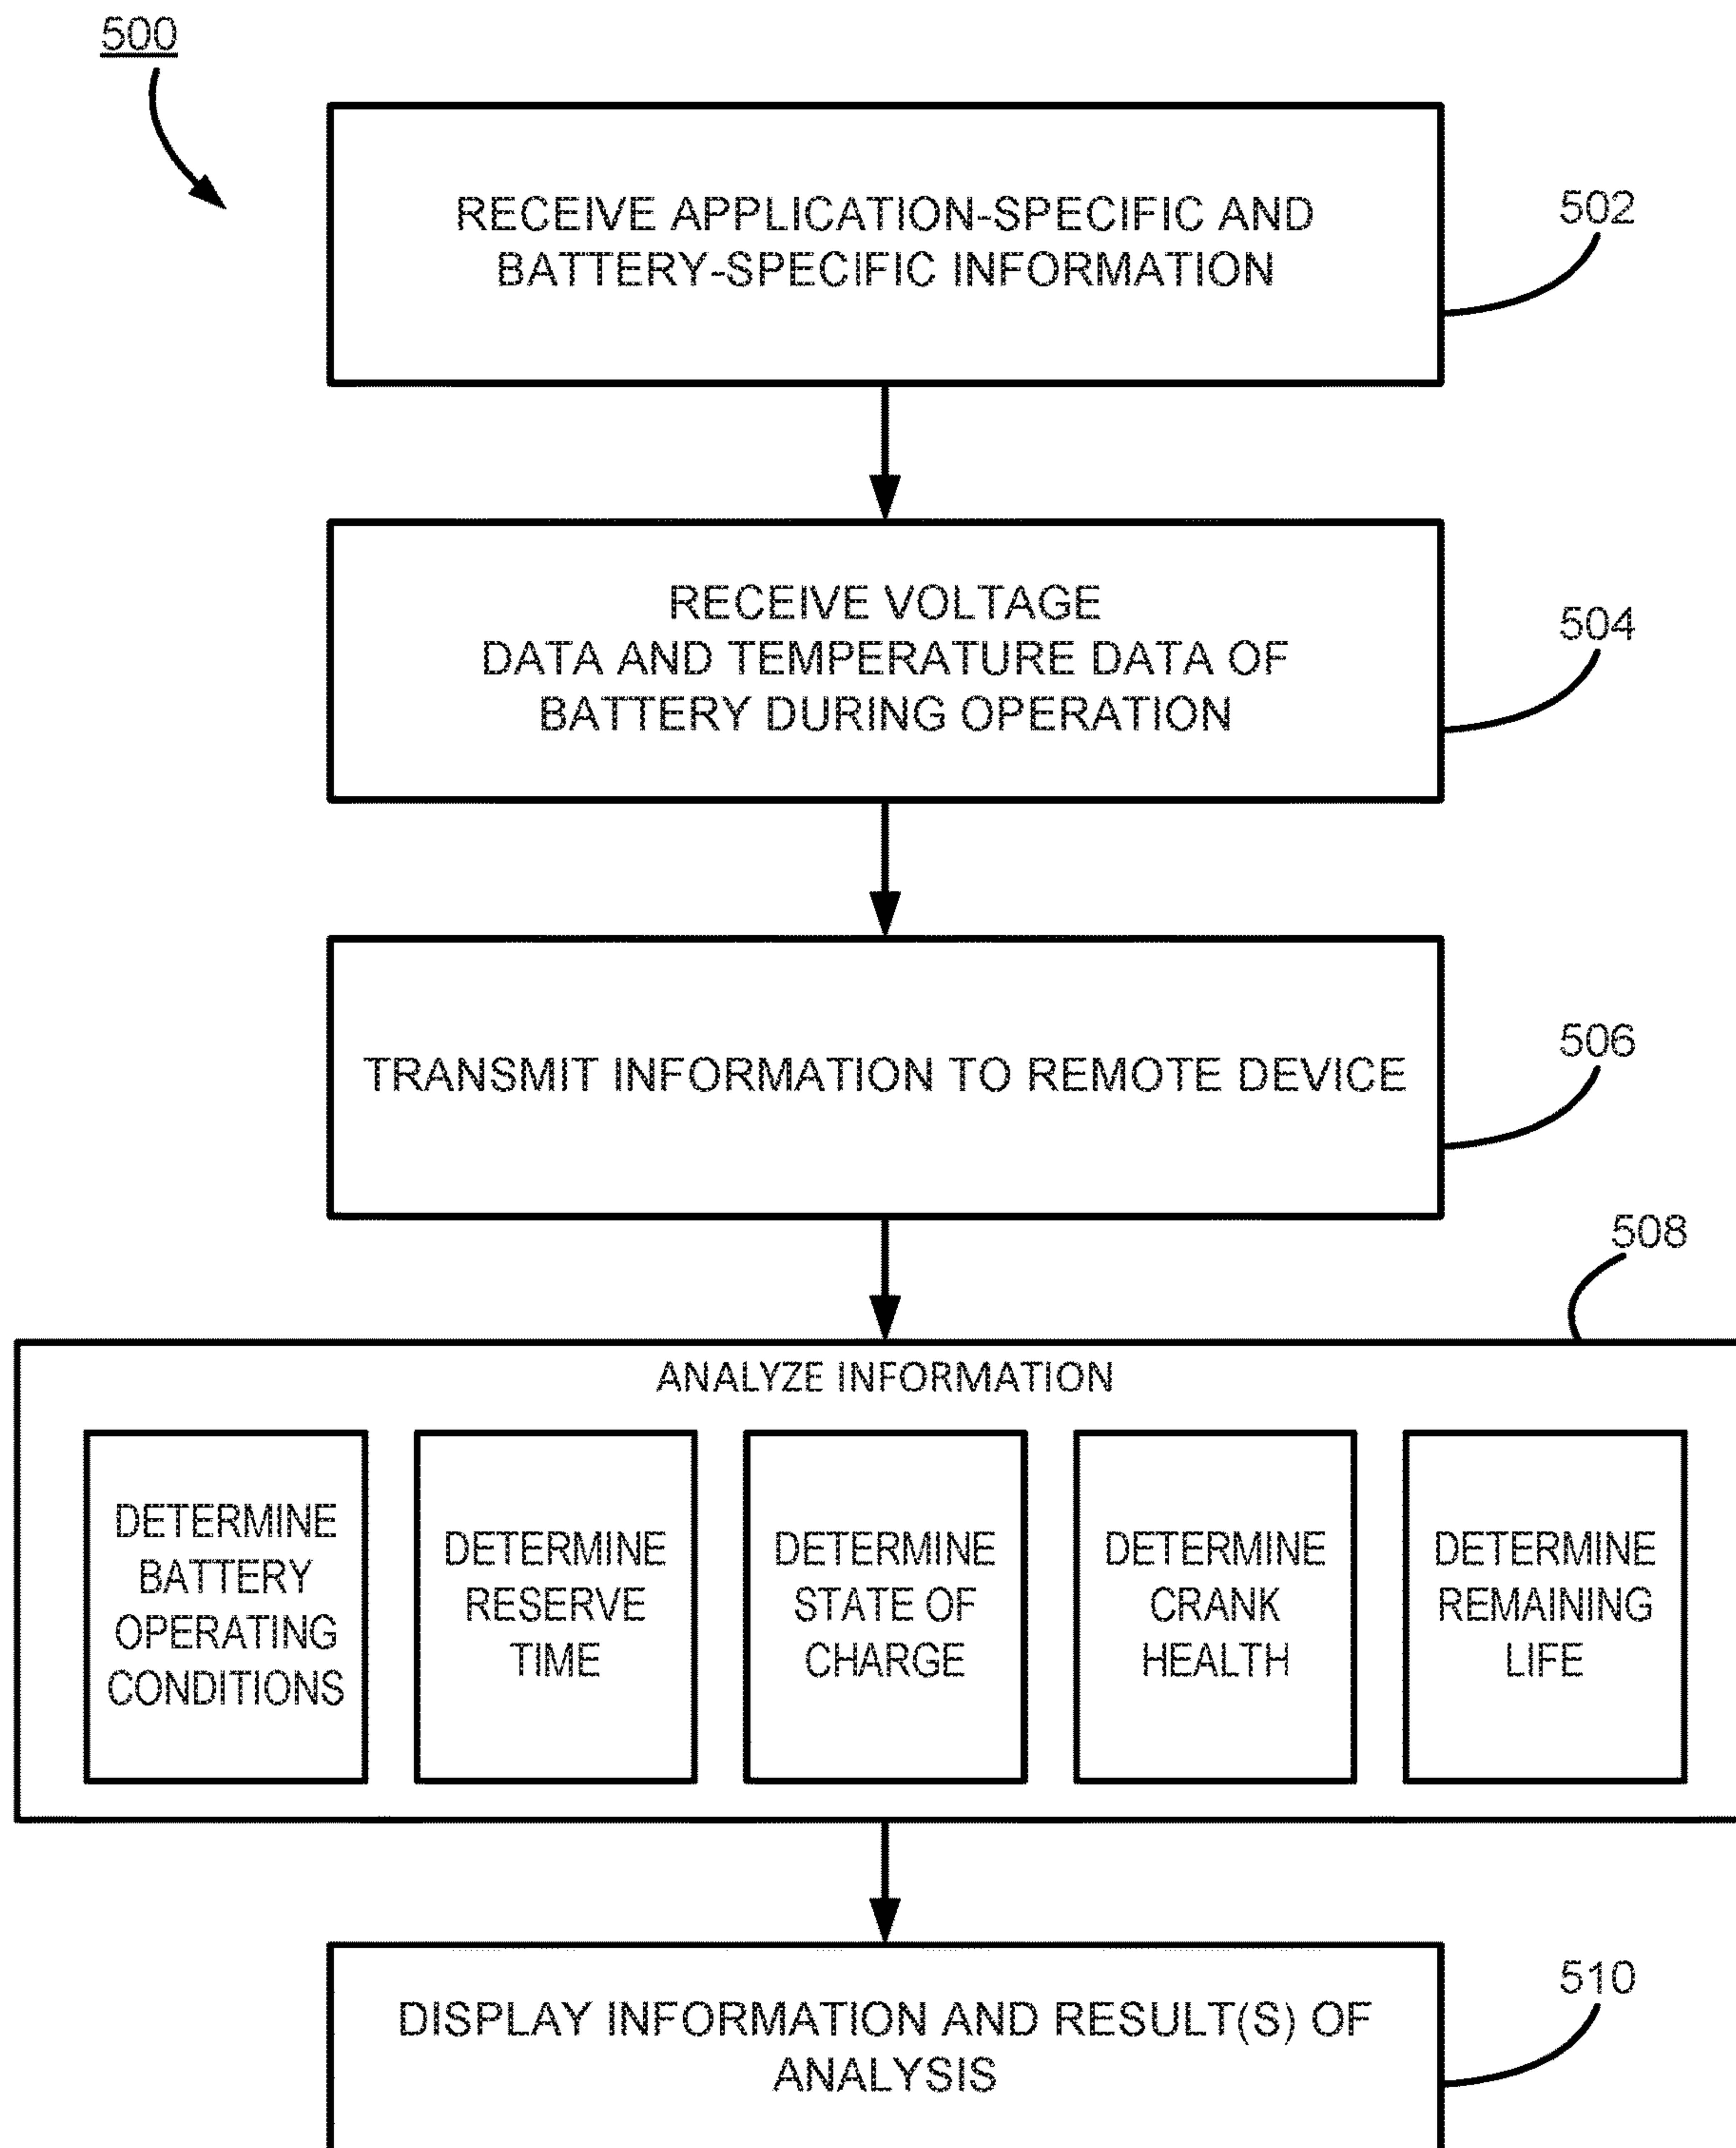 500
RECEIVE APPLICATION-SPECIFIC AND
BATTERY-SPECIFIC INFORMATION
502
RECEIVE VOLTAGE
DATA AND TEMPERATURE DATA OF
BATTERY DURING OPERATION
504
TRANSMIT INFORMATION TO REMOTE DEVICE
506
508
ANALYZE INFORMATION
DETERMINE
BATTERY
OPERATING
CONDITIONS
DETERMINE
RESERVE
TIME
DETERMINE
STATE OF
CHARGE
DETERMINE
CRANK
HEALTH
DETERMINE
REMAINING
LIFE
DISPLAY INFORMATION AND RESULT(S) OF
ANALYSIS
510